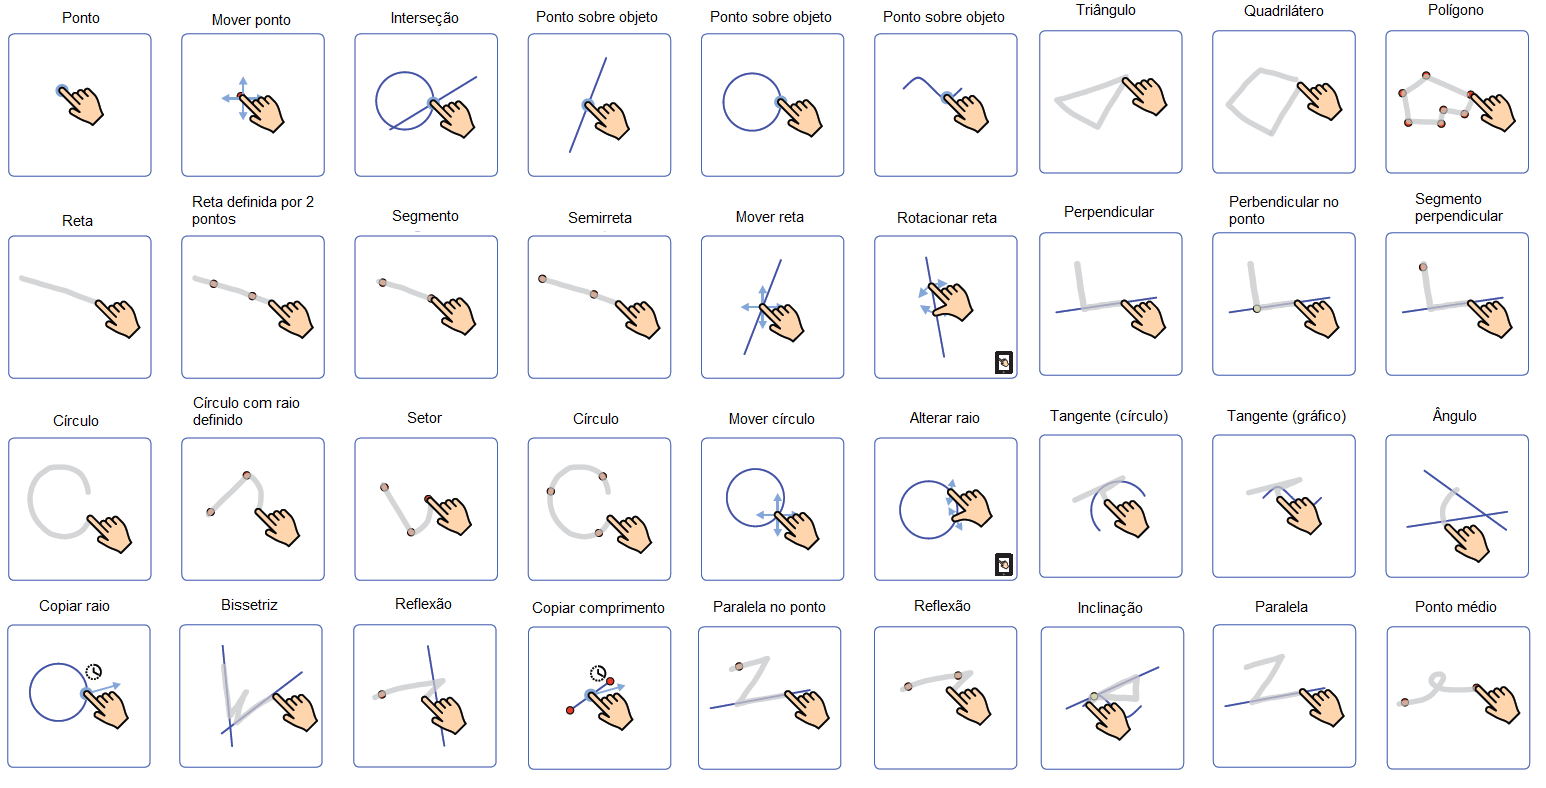 Ponto
Mover ponto
Interseção
Ponto sobre objeto
Ponto sobre objeto
Ponto sobre objeto
Triângulo
Quadrilátero
Polígono
Reta
Reta definida por 2
pontos
Segmento
Semirreta
Mover reta
Rotacionar reta
Perpendicular
Perbendicular no
ponto
Segmento
perpendicular
Círculo
Círculo com raio
definido
Setor
Círculo
Mover círculo
Alterar raio
Tangente (círculo)
Tangente (gráfico)
Ângulo
Copiar raio
Bissetriz
Reflexão
Copiar comprimento
Paralela no ponto
Reflexão
Inclinação
Paralela
Ponto médio